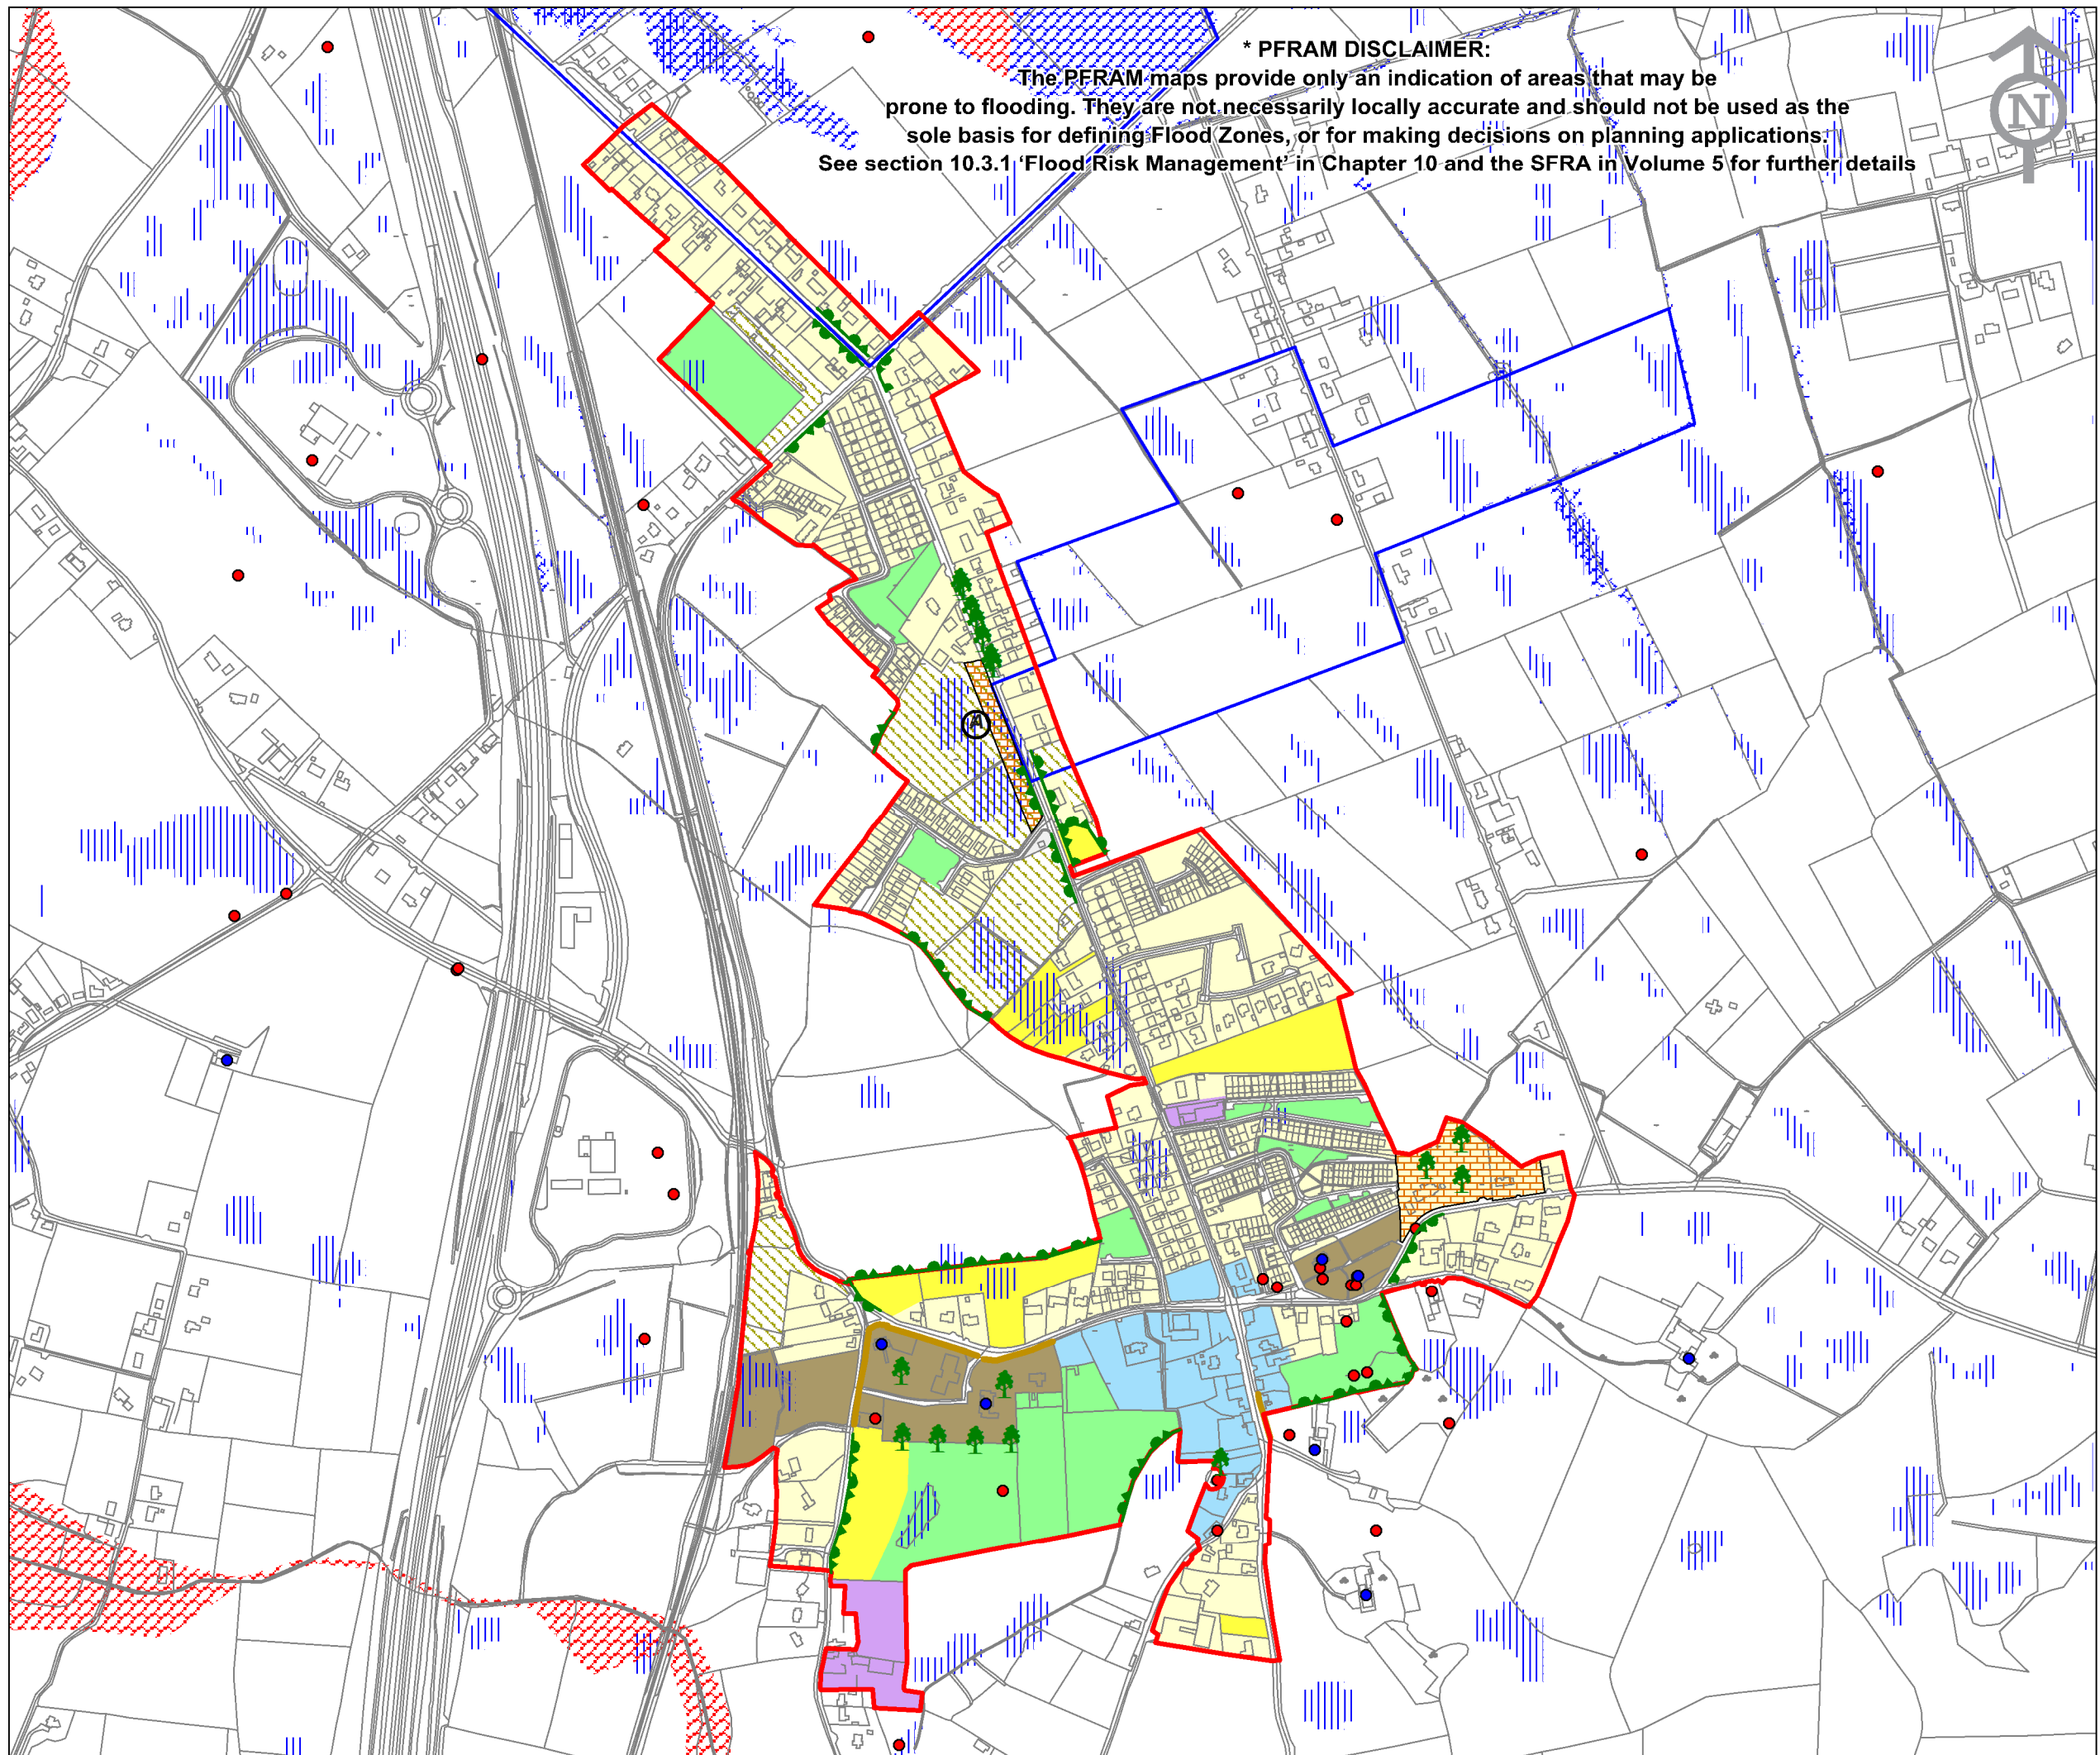 * PFRAM DISCLAIMER:
The PFRAM maps provide only an indication of areas that may be
prone to flooding. They are not necessarily locally accurate and should not be used as the
sole basis for defining Flood Zones, or for making decisions on planning applications.
See section 10.3.1 'Flood Risk Management' in Chapter 10 and the SFRA in Volume 5 for further details
N